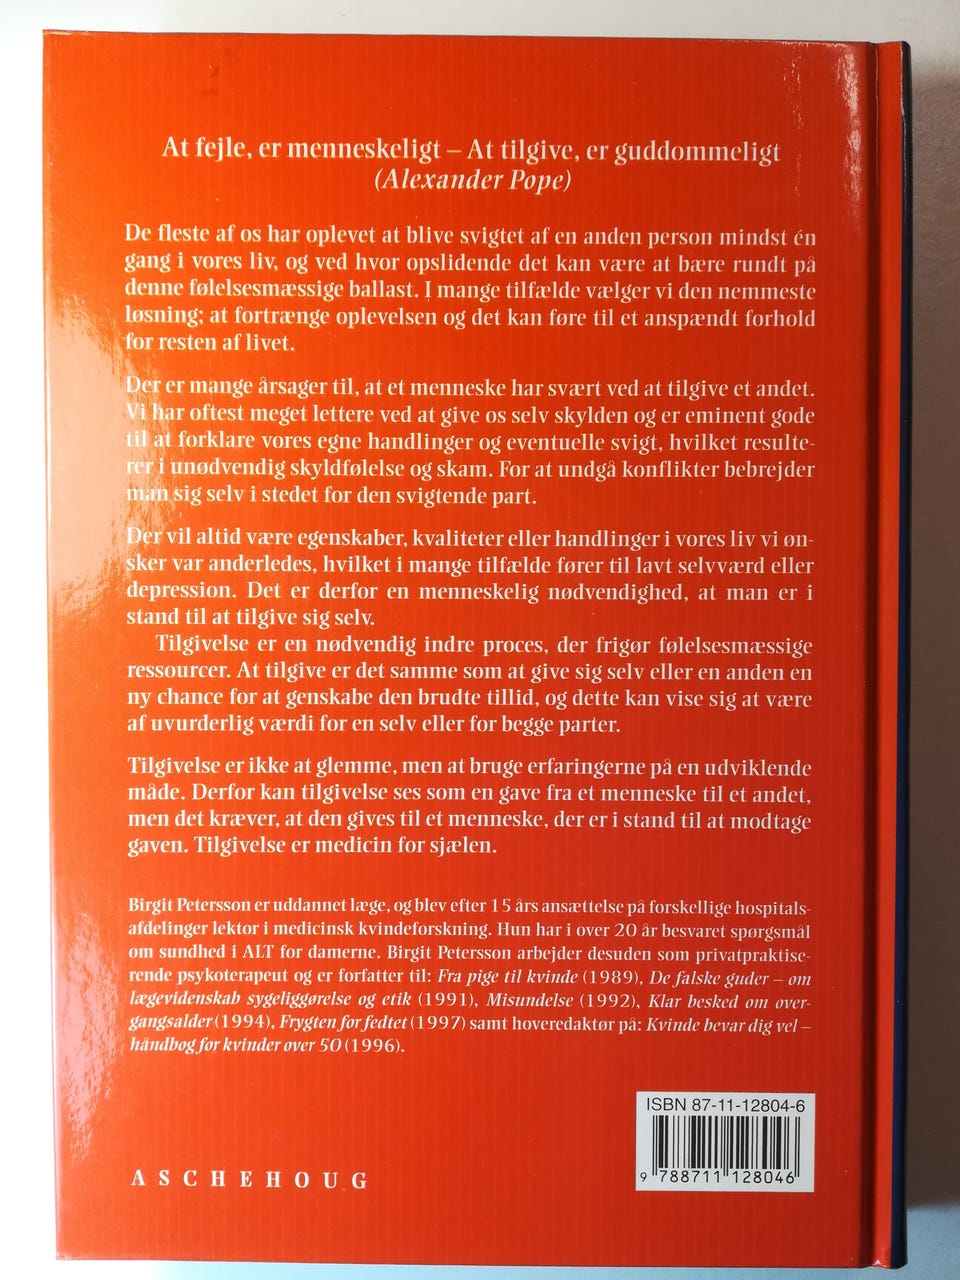 At fejle, er menneskeligt – At tilgive, er guddommeligt
(Alexander Pope)
De fleste af os har oplevet at blive svigtet af en anden person mindst én
gang i vores liv, og ved hvor opslidende det kan være at bære rundt på
denne følelsesmæssige ballast. I mange tilfælde vælger vi den nemmeste
løsning; at fortrænge oplevelsen og det kan føre til et anspændt forhold
for resten af livet.
Der er mange årsager til, at et menneske har svært ved at tilgive et andet.
Vi har oftest meget lettere ved at give os selv skylden og er eminent gode
til at forklare vores egne handlinger og eventuelle svigt, hvilket resulte-
rer i unødvendig skyldfølelse og skam. For at undgå konflikter bebrejder
man sig selv i stedet for den svigtende part.
Der vil altid være egenskaber, kvaliteter eller handlinger i vores liv vi øn-
sker var anderledes, hvilket i mange tilfælde fører til lavt selvværd eller
depression. Det er derfor en menneskelig nødvendighed, at man er i
stand til at tilgive sig selv.
Tilgivelse er en nødvendig indre proces, der frigør følelsesmæssige
ressourcer. At tilgive er det samme som at give sig selv eller en anden en
ny chance for at genskabe den brudte tillid, og dette kan vise sig at være
af uvurderlig værdi for en selv eller for begge parter.
Tilgivelse er ikke at glemme, men at bruge erfaringerne på en udviklende
måde. Derfor kan tilgivelse ses som en gave fra et menneske til et andet,
men det kræver, at den gives til et menneske, der er i stand til at modtage
gaven. Tilgivelse er medicin for sjælen.
Birgit Petersson er uddannet læge, og blev efter 15 års ansættelse på forskellige hospitals-
afdelinger lektor i medicinsk kvindeforskning. Hun har i over 20 år besvaret spørgsmål
om sundhed i ALT for damerne. Birgit Petersson arbejder desuden som privatpraktise-
rende psykoterapeut og er forfatter til: Fra pige til kvinde (1989), De falske guder – om
lægevidenskab sygeliggørelse og etik (1991), Misundelse (1992), Klar besked om over-
gangsalder (1994), Frygten for fedtet (1997) samt hoveredaktør på: Kvinde bevar dig vel –
håndbog for kvinder over 50 (1996).
ISBN 87-11-12804-6
9 788711 128046
ASCHEHOUG